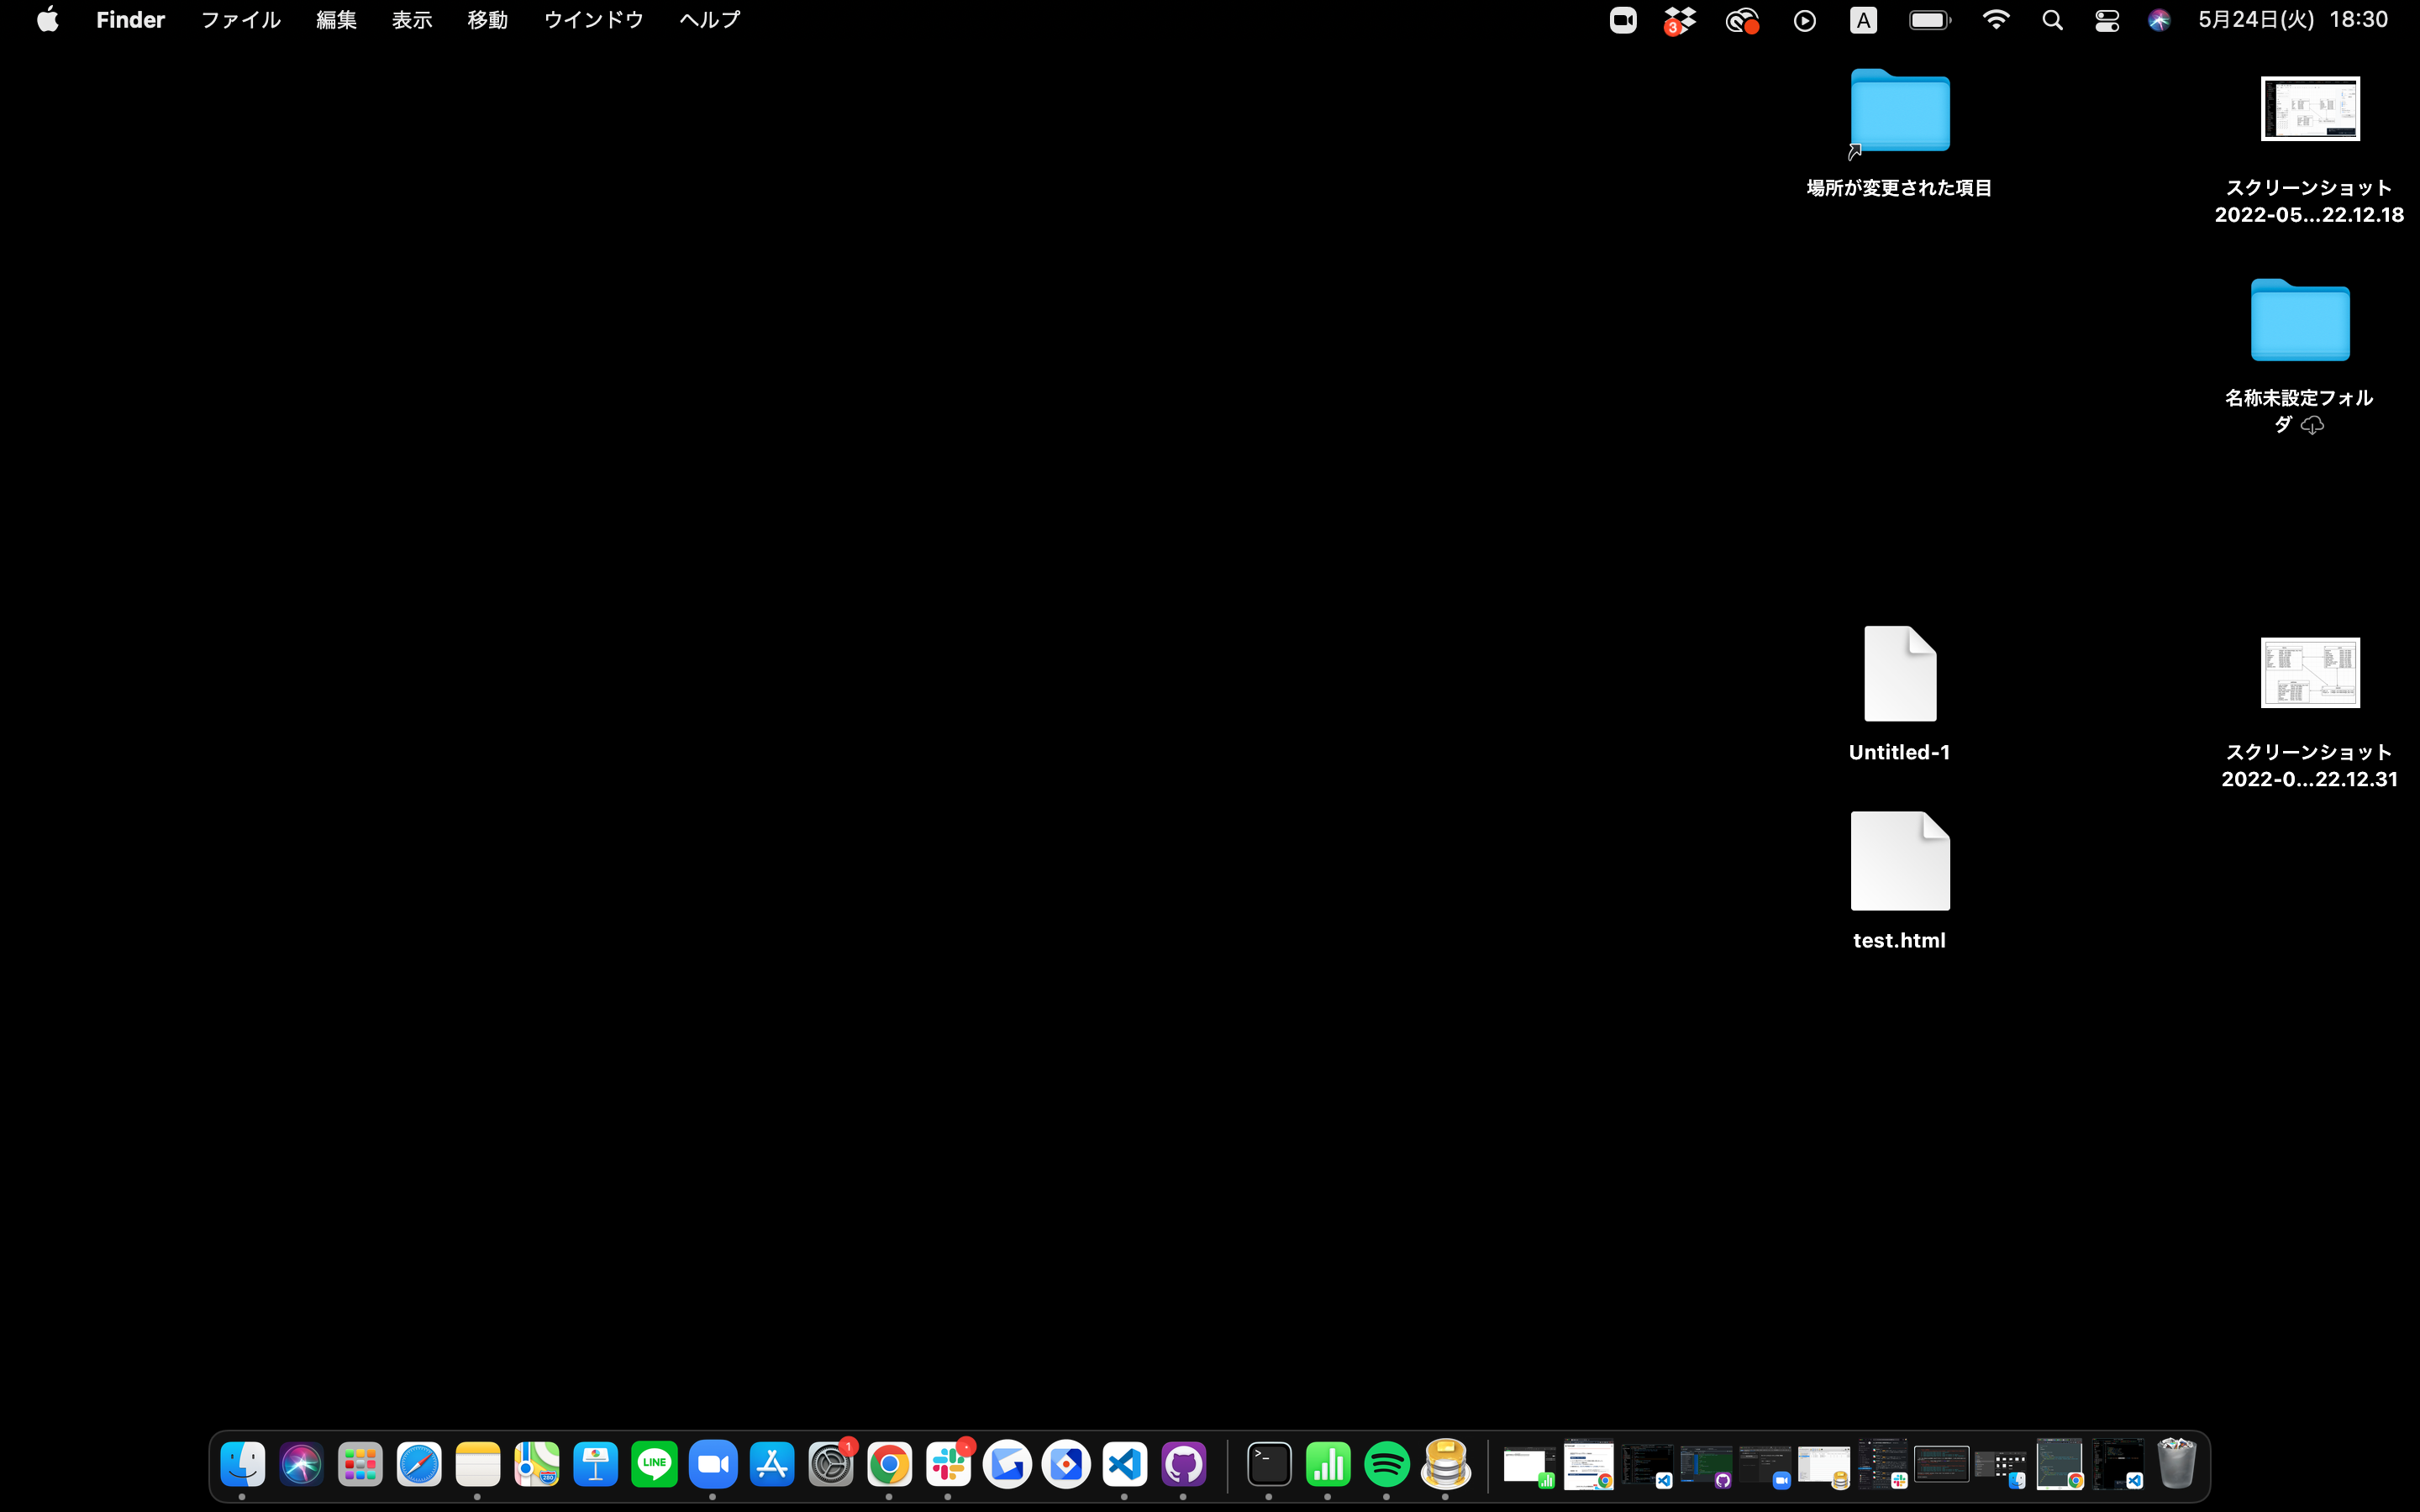 Finder ファイル 編集 表示 移動 ウインドウ ヘルプ 3 A 5月24日(火) 18:30
場所が変更された項目
スクリーンショット
2022-05...22.12.18
名称未設定フォル
ダ
Untitled-1
スクリーンショット
2022-0...22.12.31
test.html
280
LINE
1
>_